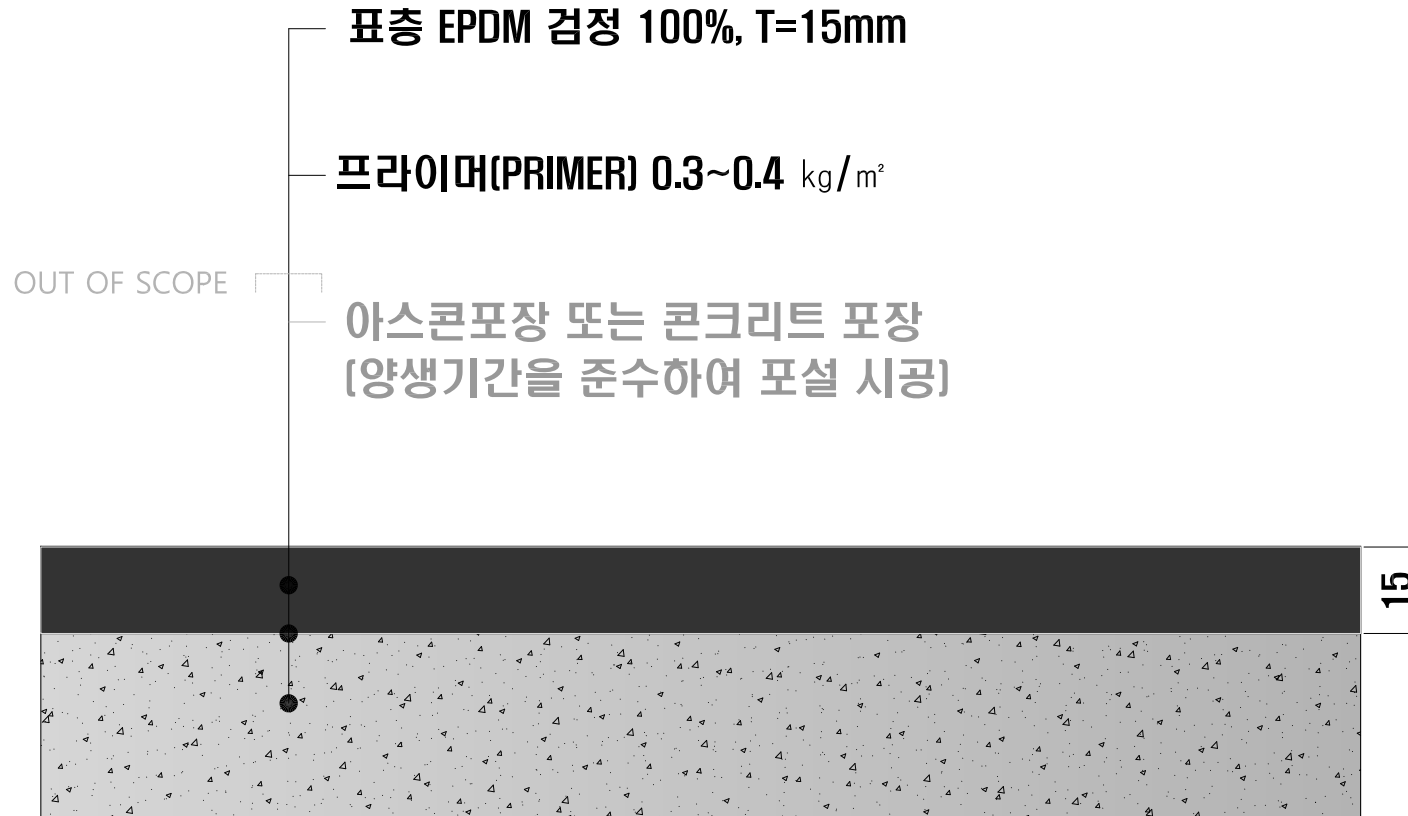 표층 EPDM 검정 100%, T=15mm
프라이머(PRIMER) 0.3~0.4 kg/m²
OUT OF SCOPE
아스콘포장 또는 콘크리트 포장
(양생기간을 준수하여 포설 시공)
15